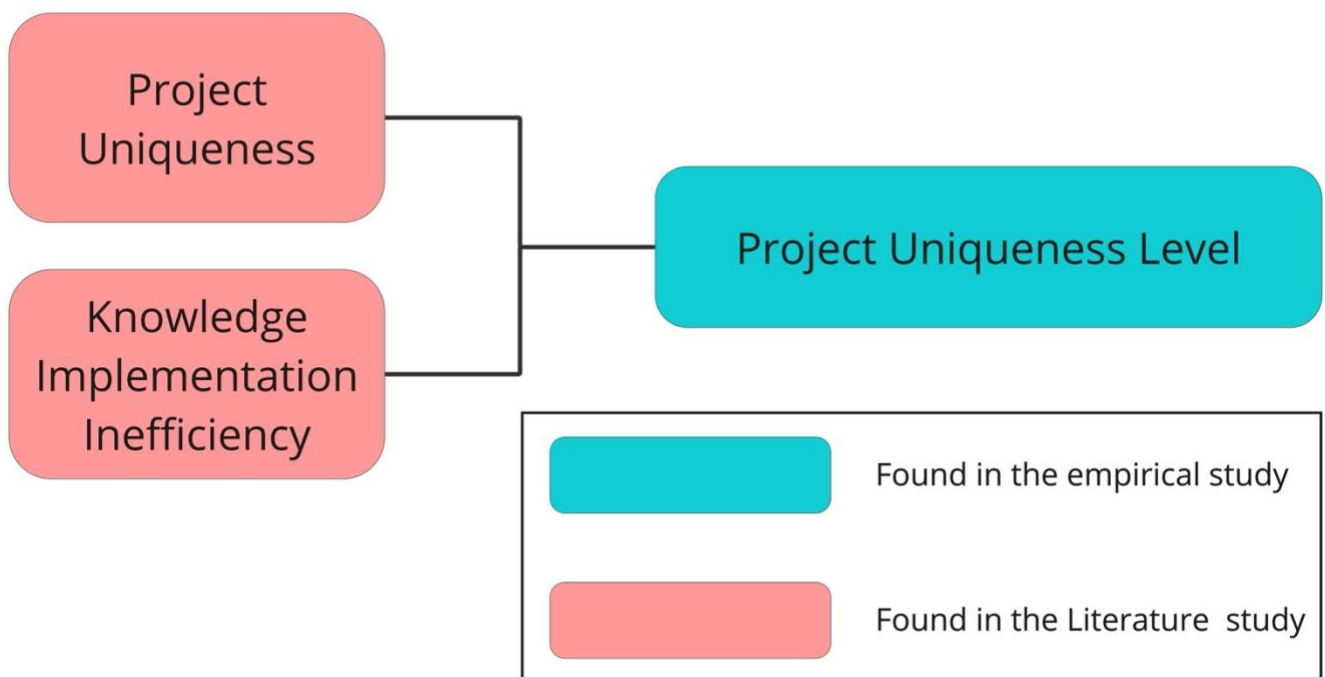 Project
Uniqueness
Project Uniqueness Level
Knowledge
Implementation
Inefficiency
Found in the empirical study
Found in the Literature study